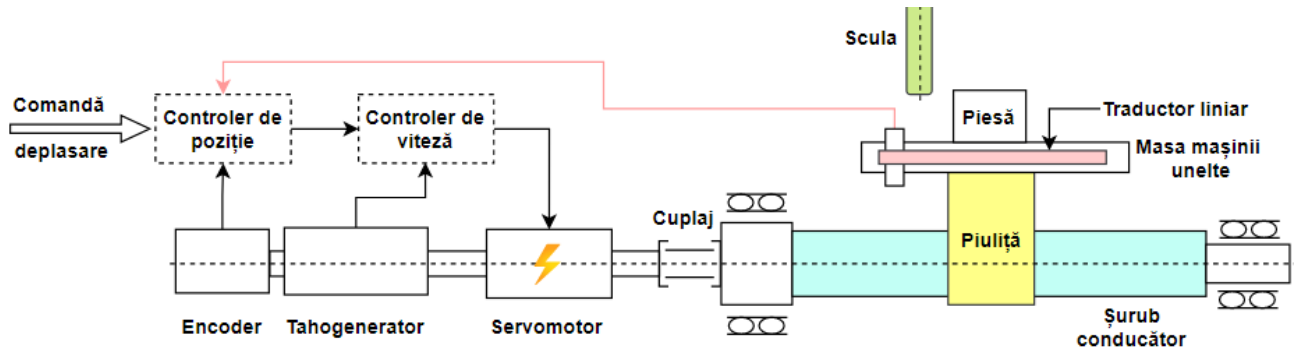 Scula
Comandă
deplasare
Controler de
poziție
Controler de
viteză
Piesă
Traductor liniar
Masa mașinii
unelte
Cuplaj
Piuliță
Encoder
Tahogenerator
Servomotor
Șurub
conducător